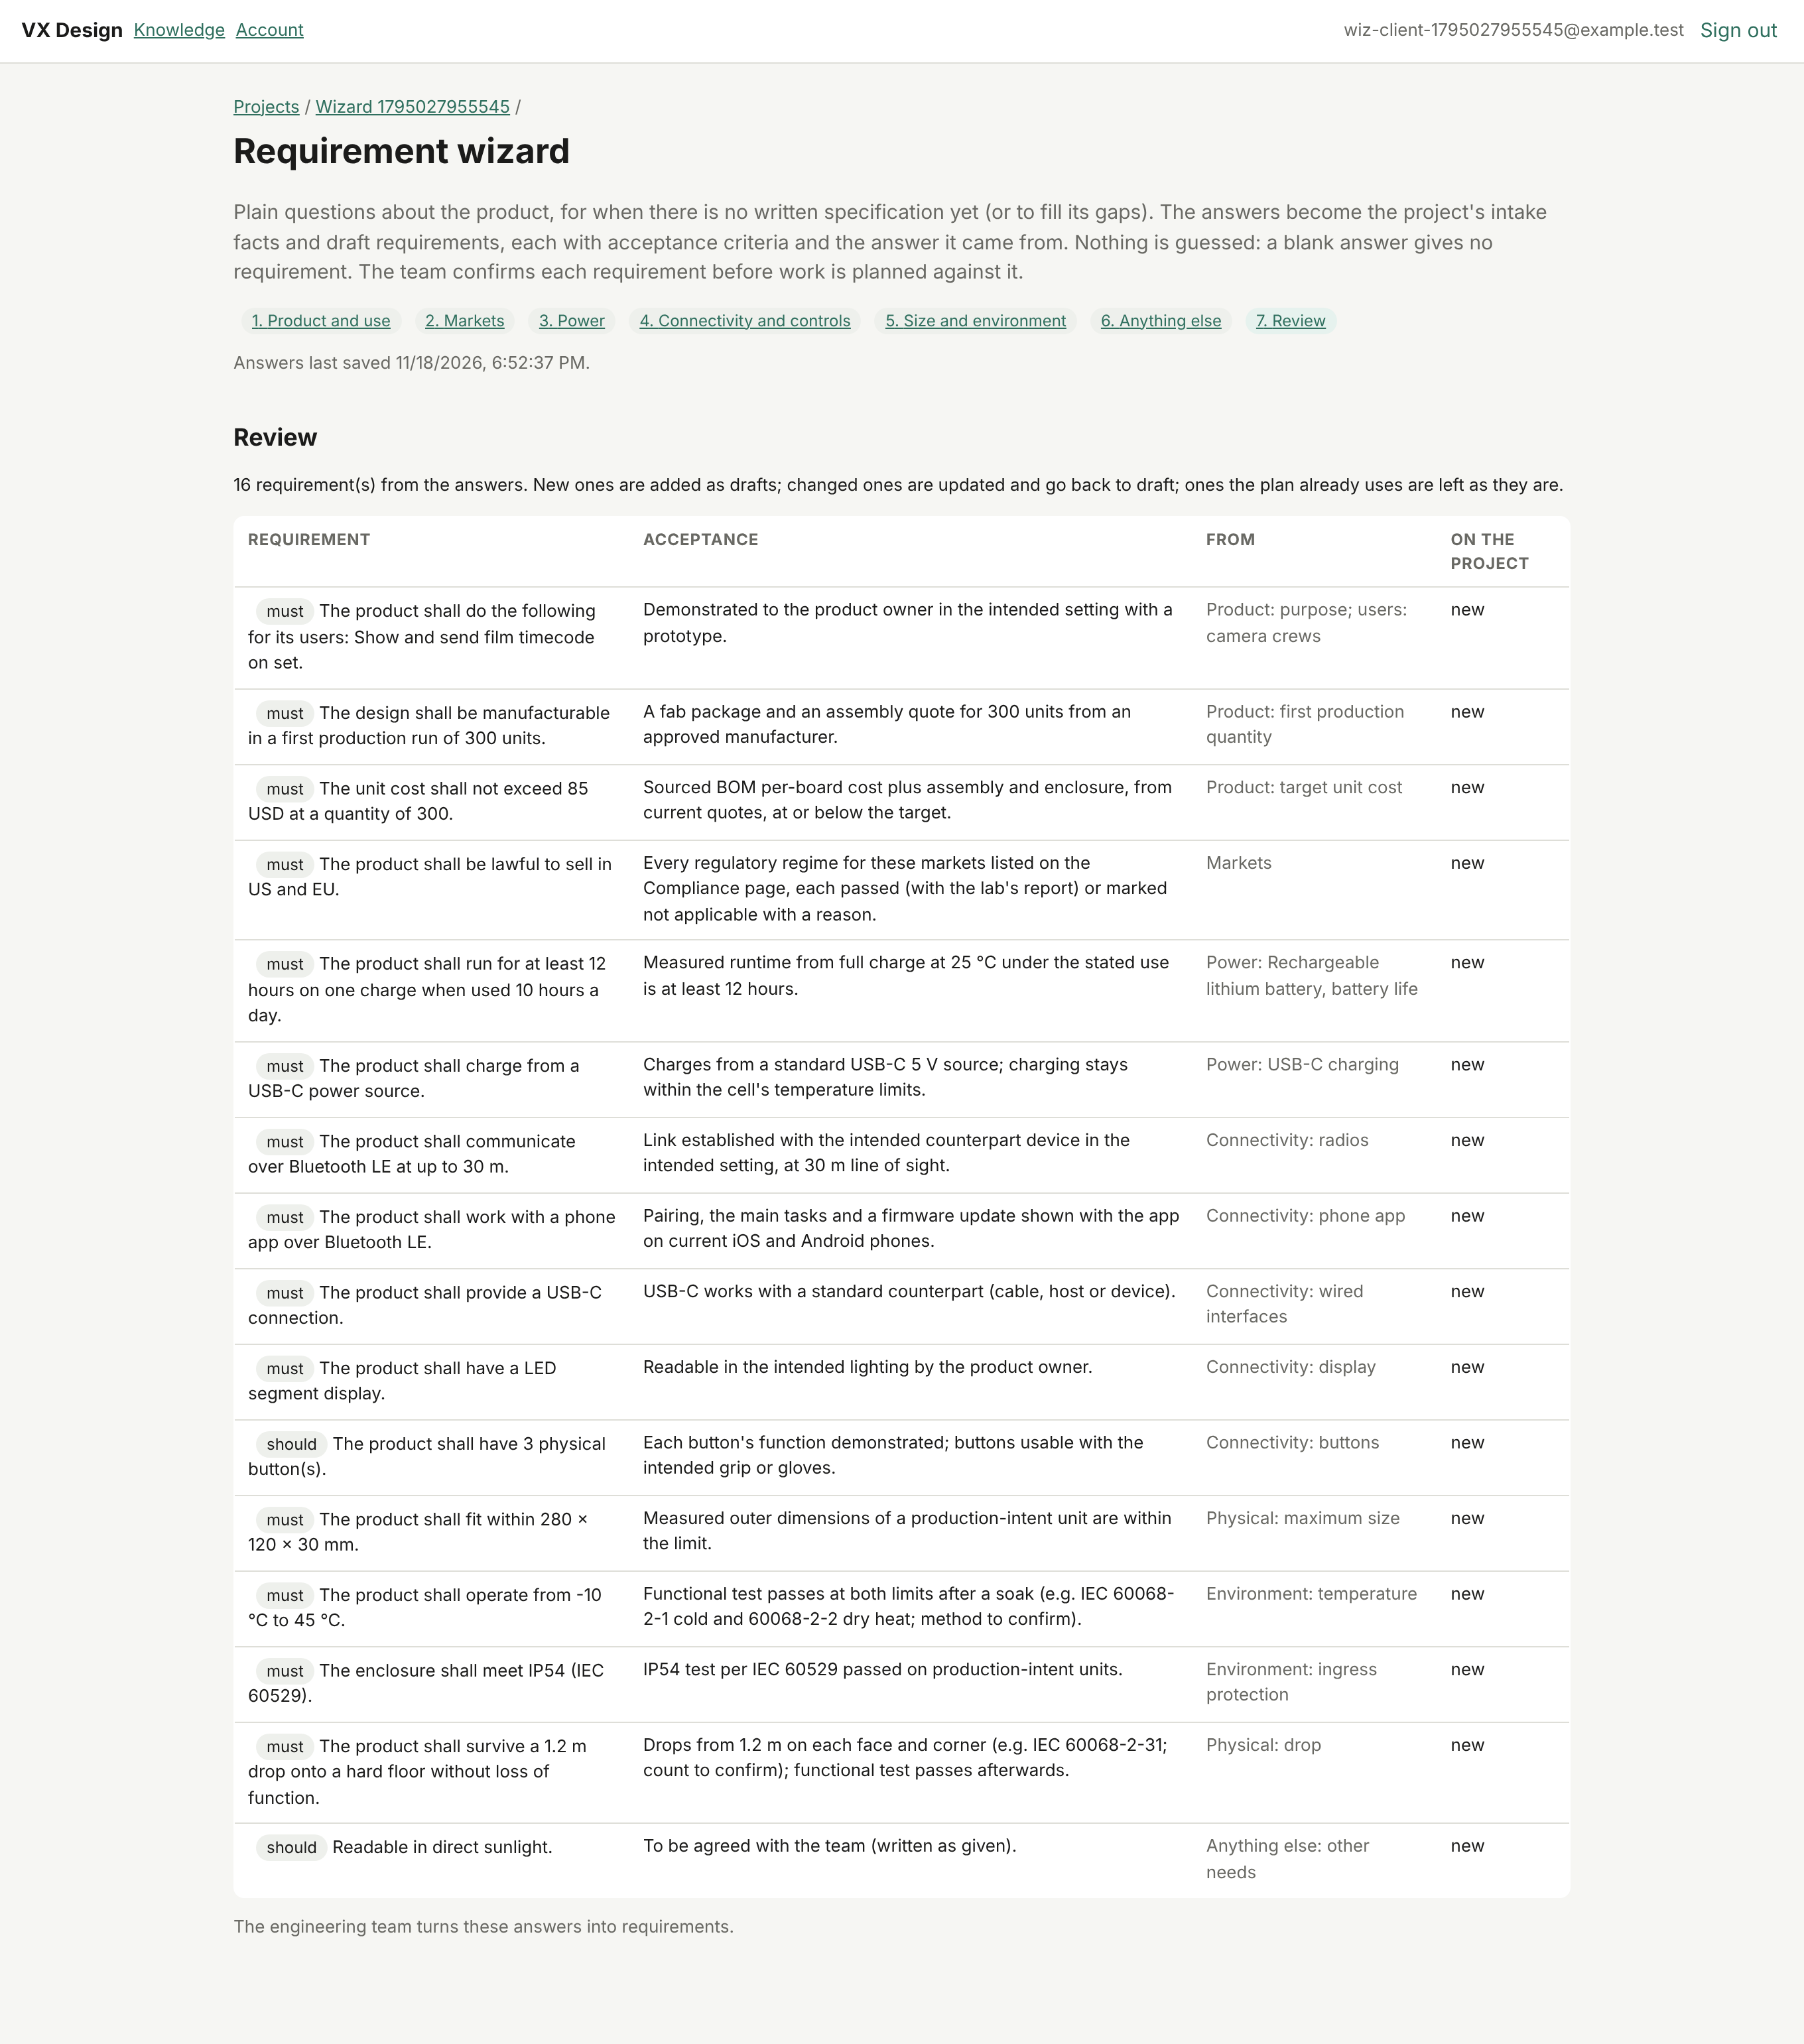 VX Design Knowledge Account wiz-client-1795027955545@example.test Sign out
Projects / Wizard 1795027955545 /
Requirement wizard
Plain questions about the product, for when there is no written specification yet (or to fill its gaps). The answers become the project's intake
facts and draft requirements, each with acceptance criteria and the answer it came from. Nothing is guessed: a blank answer gives no
requirement. The team confirms each requirement before work is planned against it.
1. Product and use 2. Markets 3. Power 4. Connectivity and controls 5. Size and environment 6. Anything else 7. Review
Answers last saved 11/18/2026, 6:52:37 PM.
Review
16 requirement(s) from the answers. New ones are added as drafts; changed ones are updated and go back to draft; ones the plan already uses are left as they are.
REQUIREMENT ACCEPTANCE FROM ON THE
PROJECT
must The product shall do the following Demonstrated to the product owner in the intended setting with a Product: purpose; users: new
for its users: Show and send film timecode prototype. camera crews
on set.
must The design shall be manufacturable A fab package and an assembly quote for 300 units from an Product: first production new
in a first production run of 300 units. approved manufacturer. quantity
must The unit cost shall not exceed 85 Sourced BOM per-board cost plus assembly and enclosure, from Product: target unit cost new
USD at a quantity of 300. current quotes, at or below the target.
must The product shall be lawful to sell in Every regulatory regime for these markets listed on the Markets new
US and EU. Compliance page, each passed (with the lab's report) or marked
not applicable with a reason.
must The product shall run for at least 12 Measured runtime from full charge at 25 °C under the stated use Power: Rechargeable new
hours on one charge when used 10 hours a is at least 12 hours. lithium battery, battery life
day.
must The product shall charge from a Charges from a standard USB-C 5 V source; charging stays Power: USB-C charging new
USB-C power source. within the cell's temperature limits.
must The product shall communicate Link established with the intended counterpart device in the Connectivity: radios new
over Bluetooth LE at up to 30 m. intended setting, at 30 m line of sight.
must The product shall work with a phone Pairing, the main tasks and a firmware update shown with the app Connectivity: phone app new
app over Bluetooth LE. on current iOS and Android phones.
must The product shall provide a USB-C USB-C works with a standard counterpart (cable, host or device). Connectivity: wired new
connection. interfaces
must The product shall have a LED Readable in the intended lighting by the product owner. Connectivity: display new
segment display.
should The product shall have 3 physical Each button's function demonstrated; buttons usable with the Connectivity: buttons new
button(s). intended grip or gloves.
must The product shall fit within 280 × Measured outer dimensions of a production-intent unit are within Physical: maximum size new
120 × 30 mm. the limit.
must The product shall operate from -10 Functional test passes at both limits after a soak (e.g. IEC 60068- Environment: temperature new
°C to 45 °C. 2-1 cold and 60068-2-2 dry heat; method to confirm).
must The enclosure shall meet IP54 (IEC IP54 test per IEC 60529 passed on production-intent units. Environment: ingress new
60529). protection
must The product shall survive a 1.2 m Drops from 1.2 m on each face and corner (e.g. IEC 60068-2-31; Physical: drop new
drop onto a hard floor without loss of count to confirm); functional test passes afterwards.
function.
should Readable in direct sunlight. To be agreed with the team (written as given). Anything else: other new
needs
The engineering team turns these answers into requirements.